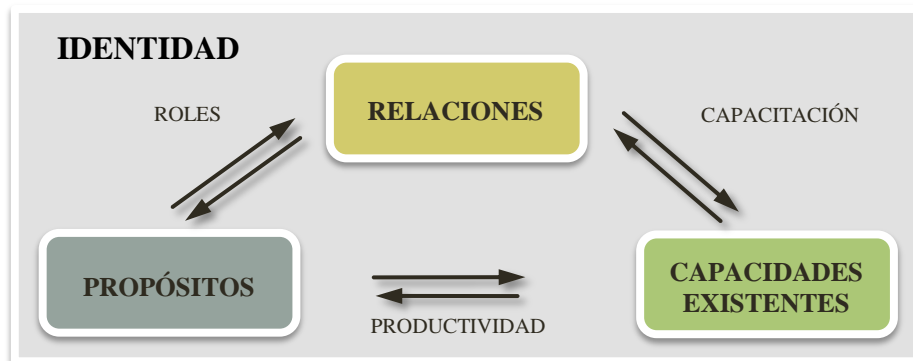 IDENTIDAD
ROLES
RELACIONES
CAPACITACIÓN
PROPÓSITOS
CAPACIDADES
EXISTENTES
PRODUCTIVIDAD